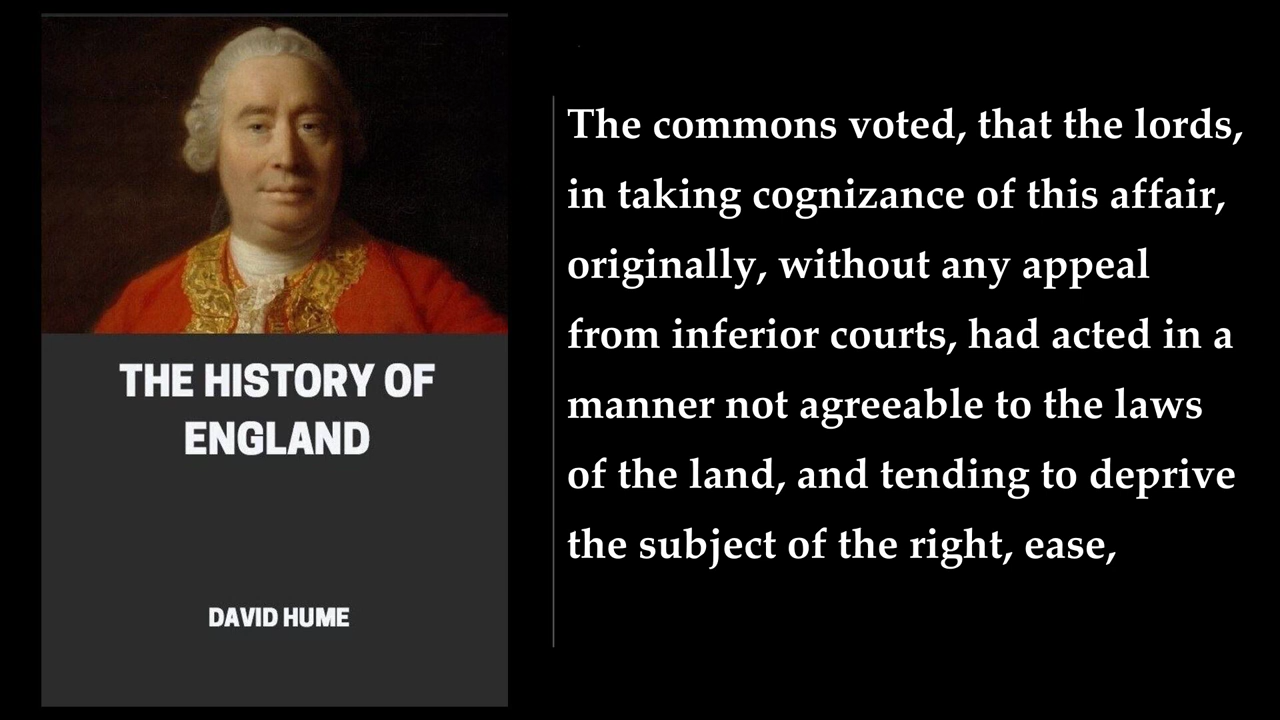 THE HISTORY OF
ENGLAND
DAVID HUME
The commons voted, that the lords,
in taking cognizance of this affair,
originally, without any appeal
from inferior courts, had acted in a
manner not agreeable to the laws
of the land, and tending to deprive
the subject of the right, ease,